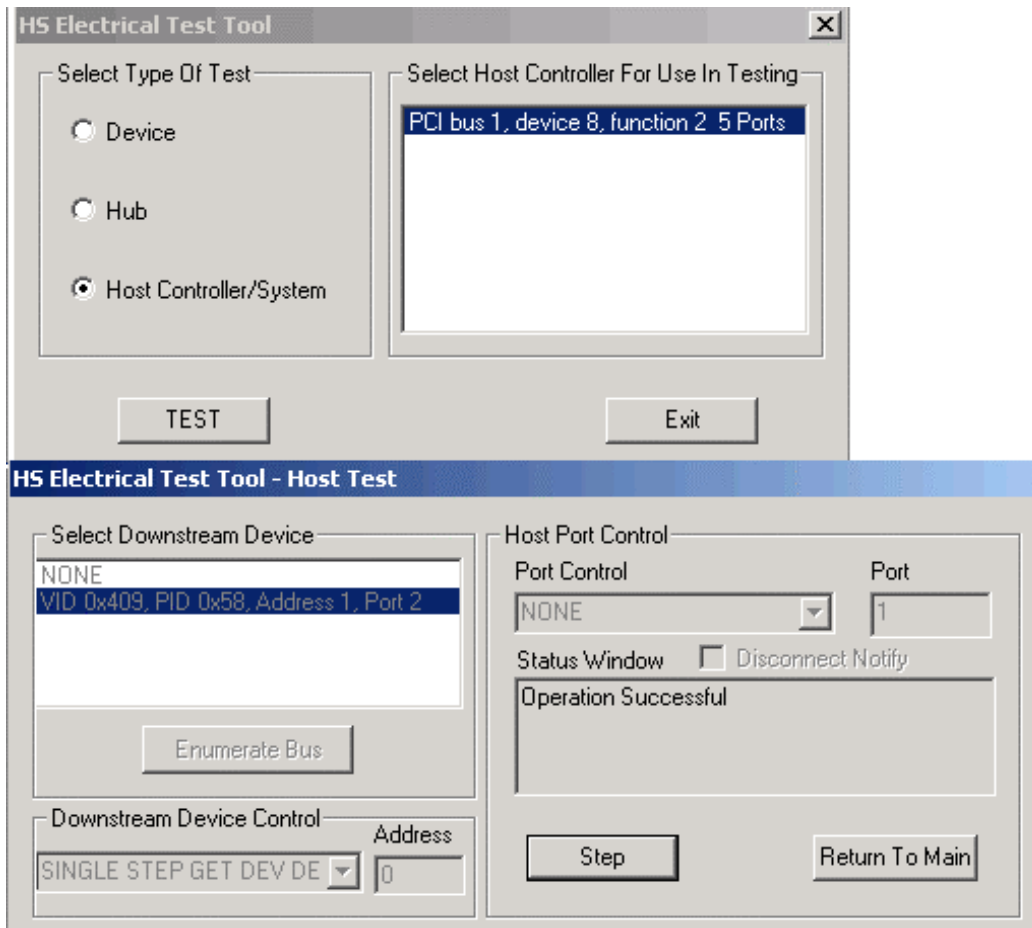 HS Electrical Test Tool
Select Type Of Test
Device
Hub
Host Controller/System
Select Host Controller For Use In Testing
PCI bus 1, device 8, function 2 5 Ports
TEST
Exit
HS Electrical Test Tool - Host Test
Select Downstream Device
NONE
VID 0x409, PID 0x58, Address 1, Port 2
Enumerate Bus
Downstream Device Control
Address
SINGLE STEP GET DEV DE
0
Host Port Control
Port Control
Port
NONE
1
Status Window
Disconnect Notify
Operation Successful
Step
Return To Main